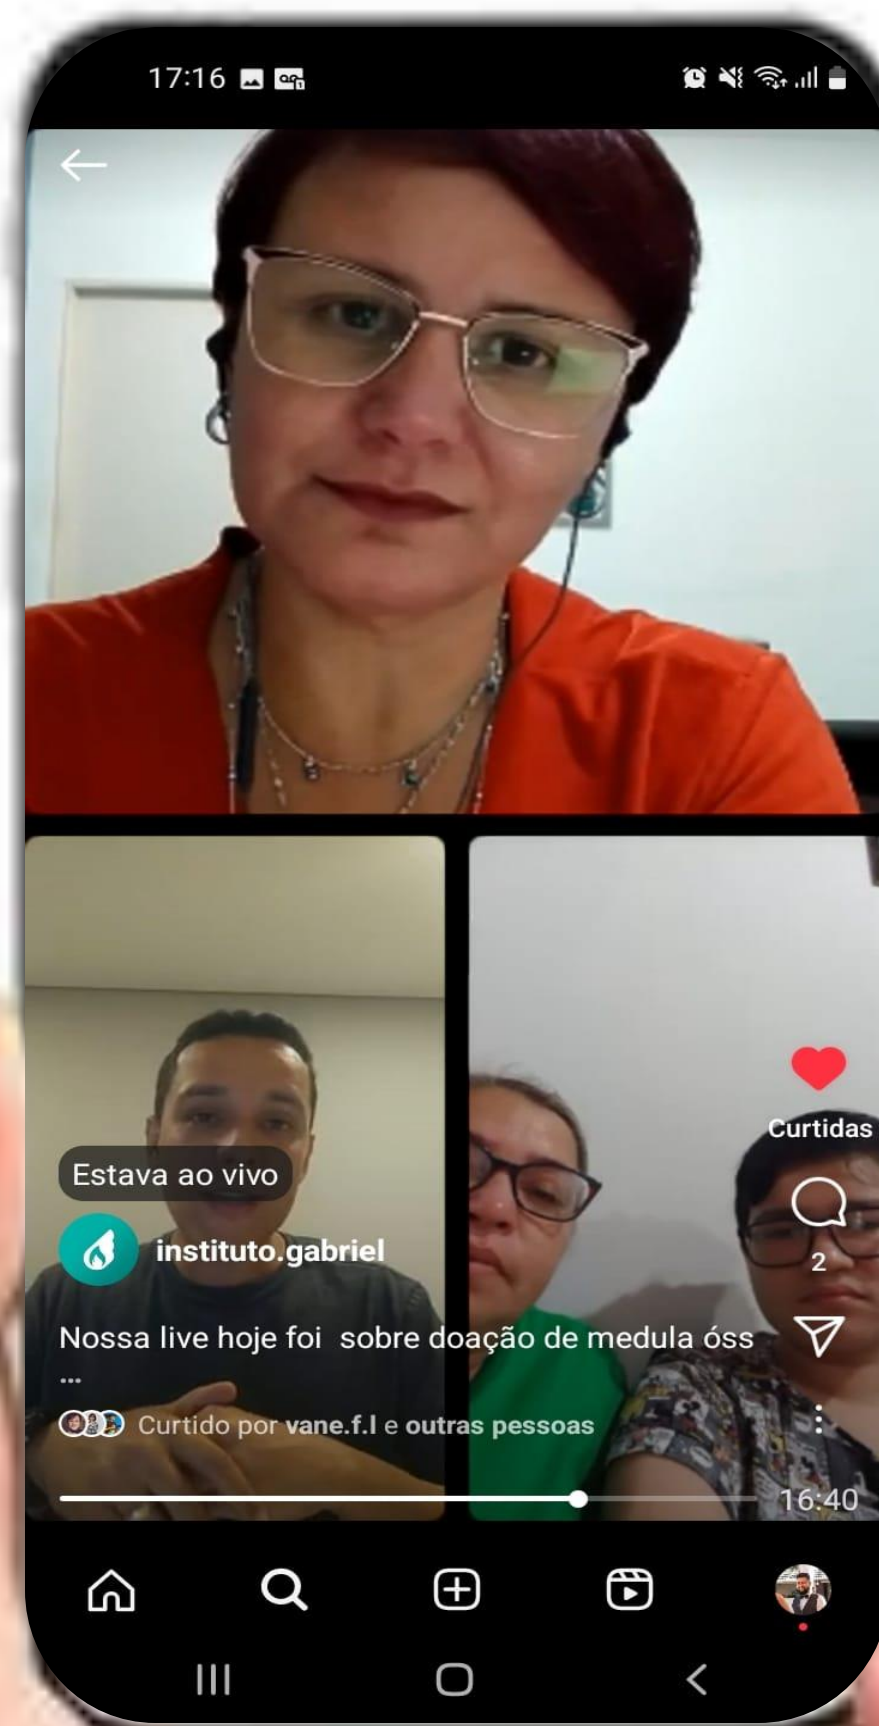 17:16
Curtidas
Estava ao vivo
instituto.gabriel
2
Nossa live hoje foi sobre doação de medula óss
...
Curtido por vane.f.l e outras pessoas
16:40